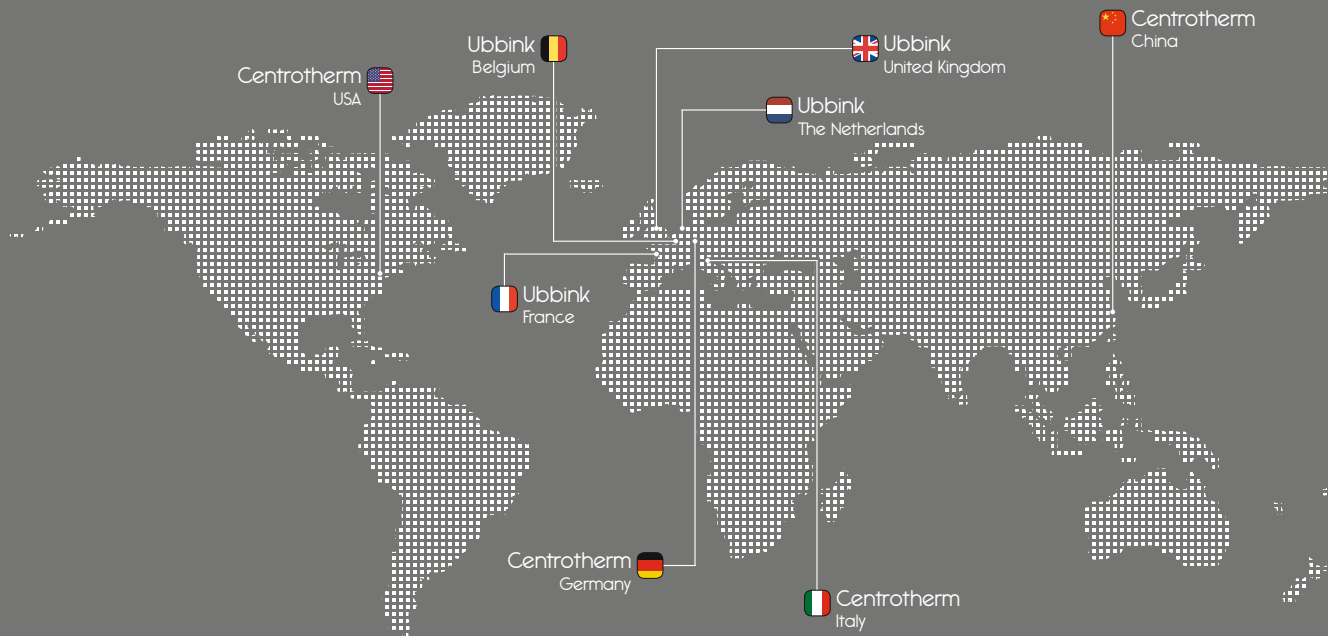 Centrotherm
China
Ubbink
Belgium
Ubbink
United Kingdom
Centrotherm
USA
Ubbink
The Netherlands
Ubbink
France
Centrotherm
Germany
Centrotherm
Italy